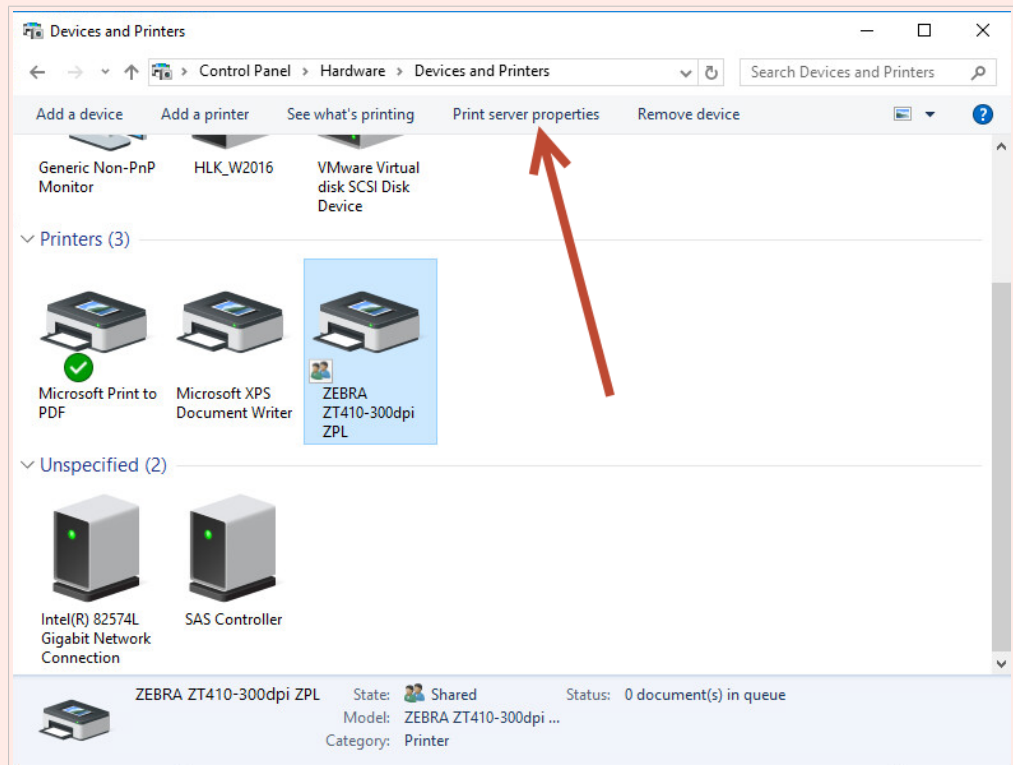 Devices and Printers
Control Panel > Hardware > Devices and Printers
Search Devices and Printers
Add a device
Add a printer
See what's printing
Print server properties
Remove device
?
Generic Non-PnP
Monitor
HLK_W2016
VMware Virtual
disk SCSI Disk
Device
Printers (3)
Microsoft Print to
PDF
Microsoft XPS
Document Writer
ZEBRA
ZT410-300dpi
ZPL
Unspecified (2)
Intel(R) 82574L
Gigabit Network
Connection
SAS Controller
ZEBRA ZT410-300dpi ZPL
State: Shared
Status: 0 document(s) in queue
Model: ZEBRA ZT410-300dpi ...
Category: Printer